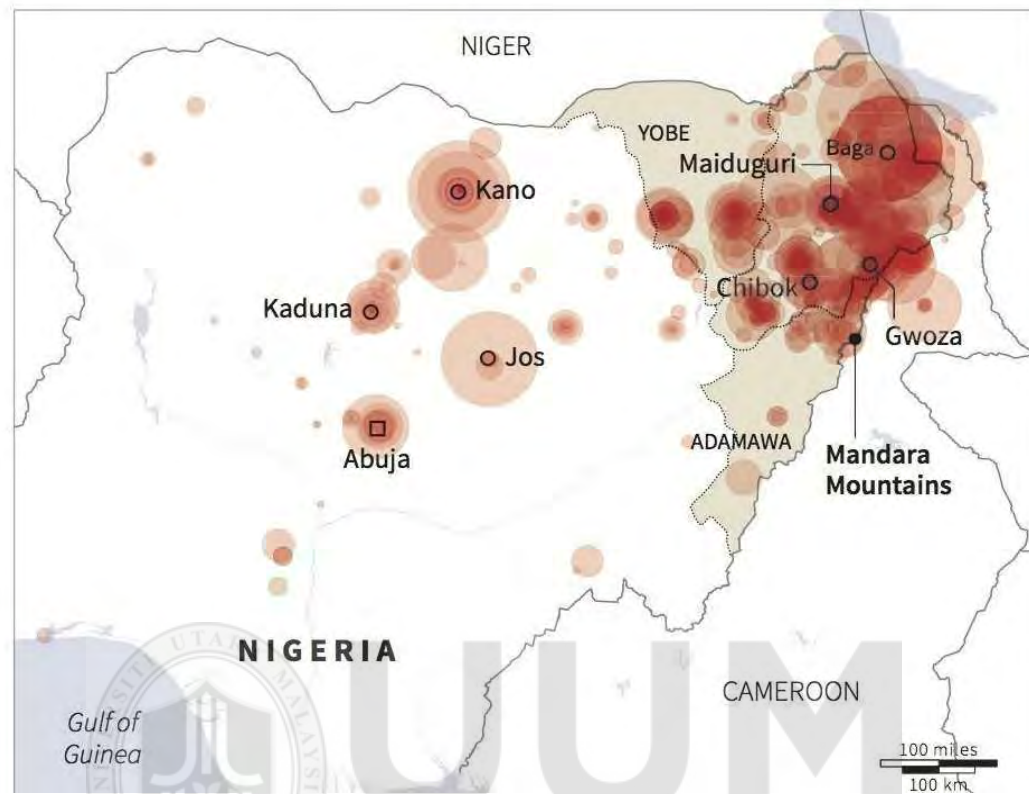 NIGER
YOBE
Baga
Maiduguri
Kano
Chibok
Kaduna
Gwoza
Jos
ADAMAWA
Abuja
Mandara
Mountains
NIGERIA
UUM
CAMEROON
Gulf of
Guinea
100 miles
100 km